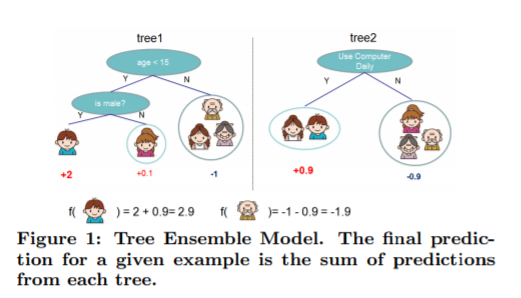 tree1
tree2
age < 15
Use Computer
Daily
Y
N
Y
N
is male?
Y
N
+2
+0.1
-1
+0.9
-0.9
f( ) = 2 + 0.9= 2.9
f( )= -1 - 0.9 = -1.9
Figure 1: Tree Ensemble Model. The final predic-
tion for a given example is the sum of predictions
from each tree.